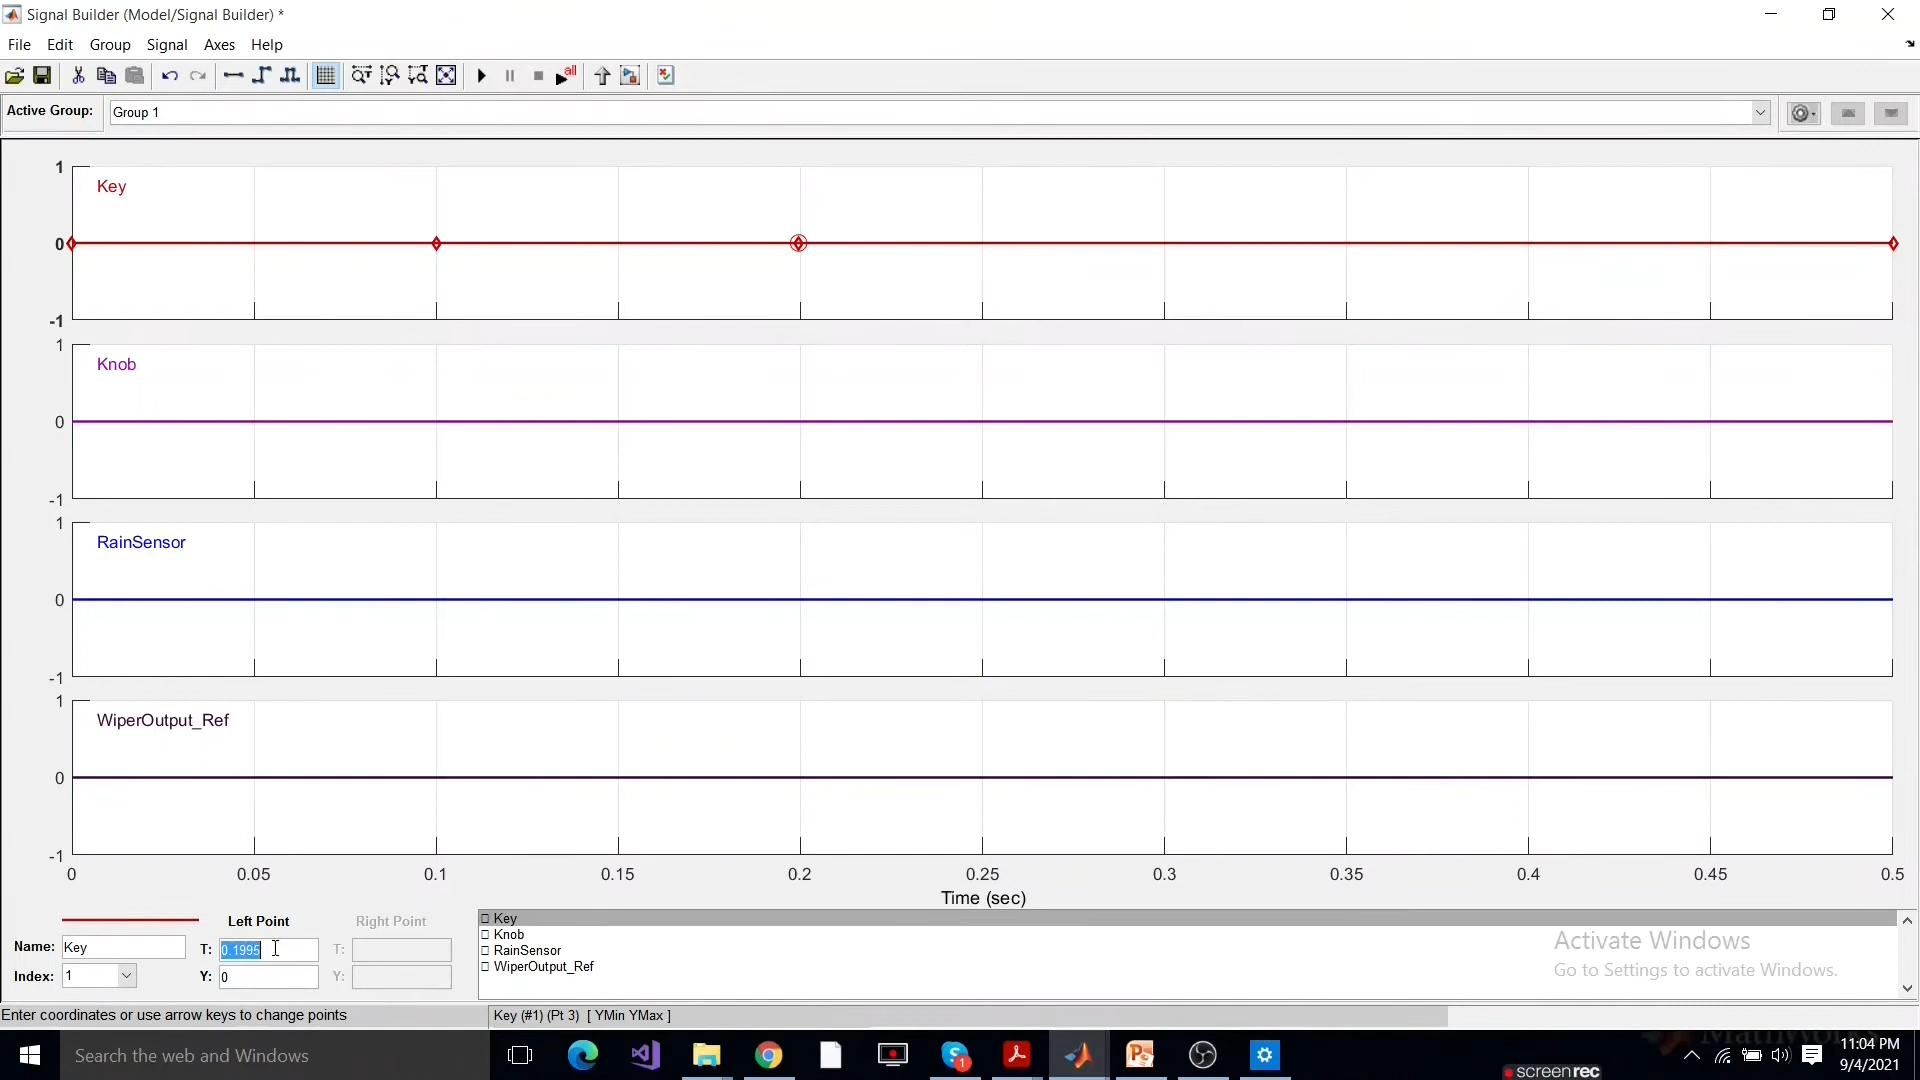 Signal Builder (Model/Signal Builder) *
File Edit Group Signal Axes Help
all
Active Group: Group 1
1
Key
0
-1
1
Knob
0
-1
1
RainSensor
0
-1
1
WiperOutput_Ref
0
-1
0 0.05 0.1 0.15 0.2 0.25 0.3 0.35 0.4 0.45 0.5
Time (sec)
Left Point Right Point
Name: Key T: 0.1995 T:
Index: 1 Y: 0 Y:
Key
Knob
RainSensor
WiperOutput_Ref
Activate Windows
Go to Settings to activate Windows.
Enter coordinates or use arrow keys to change points
Key (#1) (Pt 3) [ YMin YMax ]
Search the web and Windows
1
MathWorks
screenrec
11:04 PM
9/4/2021